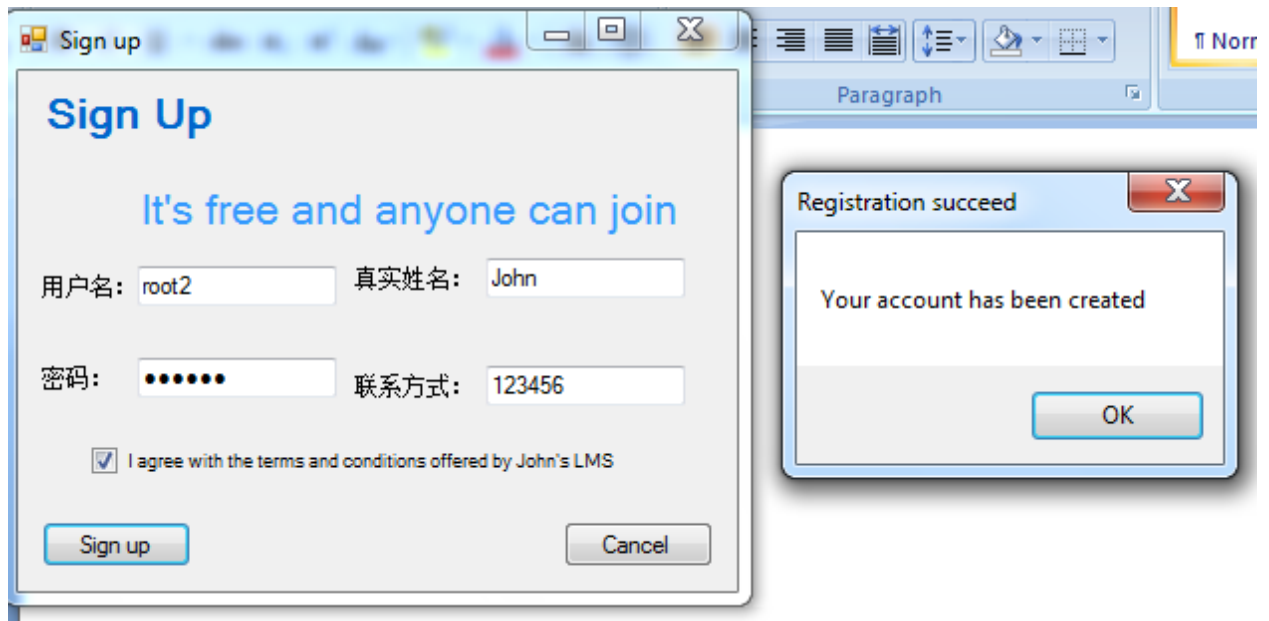 Sign up
Sign Up
It's free and anyone can join
用户名： root2
真实姓名： John
密码： ●●●●●●
联系方式： 123456
I agree with the terms and conditions offered by John's LMS
Sign up
Cancel
Paragraph
¶ Norr
Registration succeed
Your account has been created
OK